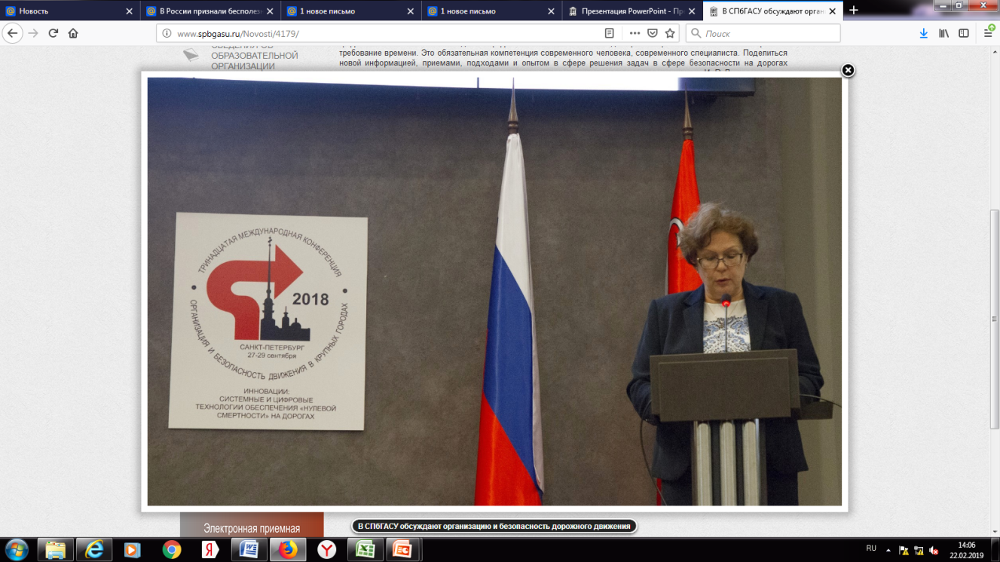 Новость
В России признали бесполезн
1 новое письмо
1 новое письмо
Презентация PowerPoint - Пр
В СПбГАСУ обсуждают орган
www.spbgasu.ru/Novosti/4179/
Поиск
СВЕДЕНИЯ ОБ
ОБРАЗОВАТЕЛЬНОЙ
ОРГАНИЗАЦИИ
требование времени. Это обязательная компетенция современного человека, современного специалиста. Поделиться
новой информацией, приемами, подходами и опытом в сфере решения задач в сфере безопасности на дорогах
ТРИНАДЦАТАЯ МЕЖДУНАРОДНАЯ КОНФЕРЕНЦИЯ
2018
САНКТ-ПЕТЕРБУРГ
27-29 сентября
ОРГАНИЗАЦИЯ И БЕЗОПАСНОСТЬ ДВИЖЕНИЯ В КРУПНЫХ ГОРОДАХ
ИННОВАЦИИ:
СИСТЕМНЫЕ И ЦИФРОВЫЕ
ТЕХНОЛОГИИ ОБЕСПЕЧЕНИЯ «НУЛЕВОЙ
СМЕРТНОСТИ» НА ДОРОГАХ
Электронная приемная
В СПбГАСУ обсуждают организацию и безопасность дорожного движения
RU
14:06
22.02.2019